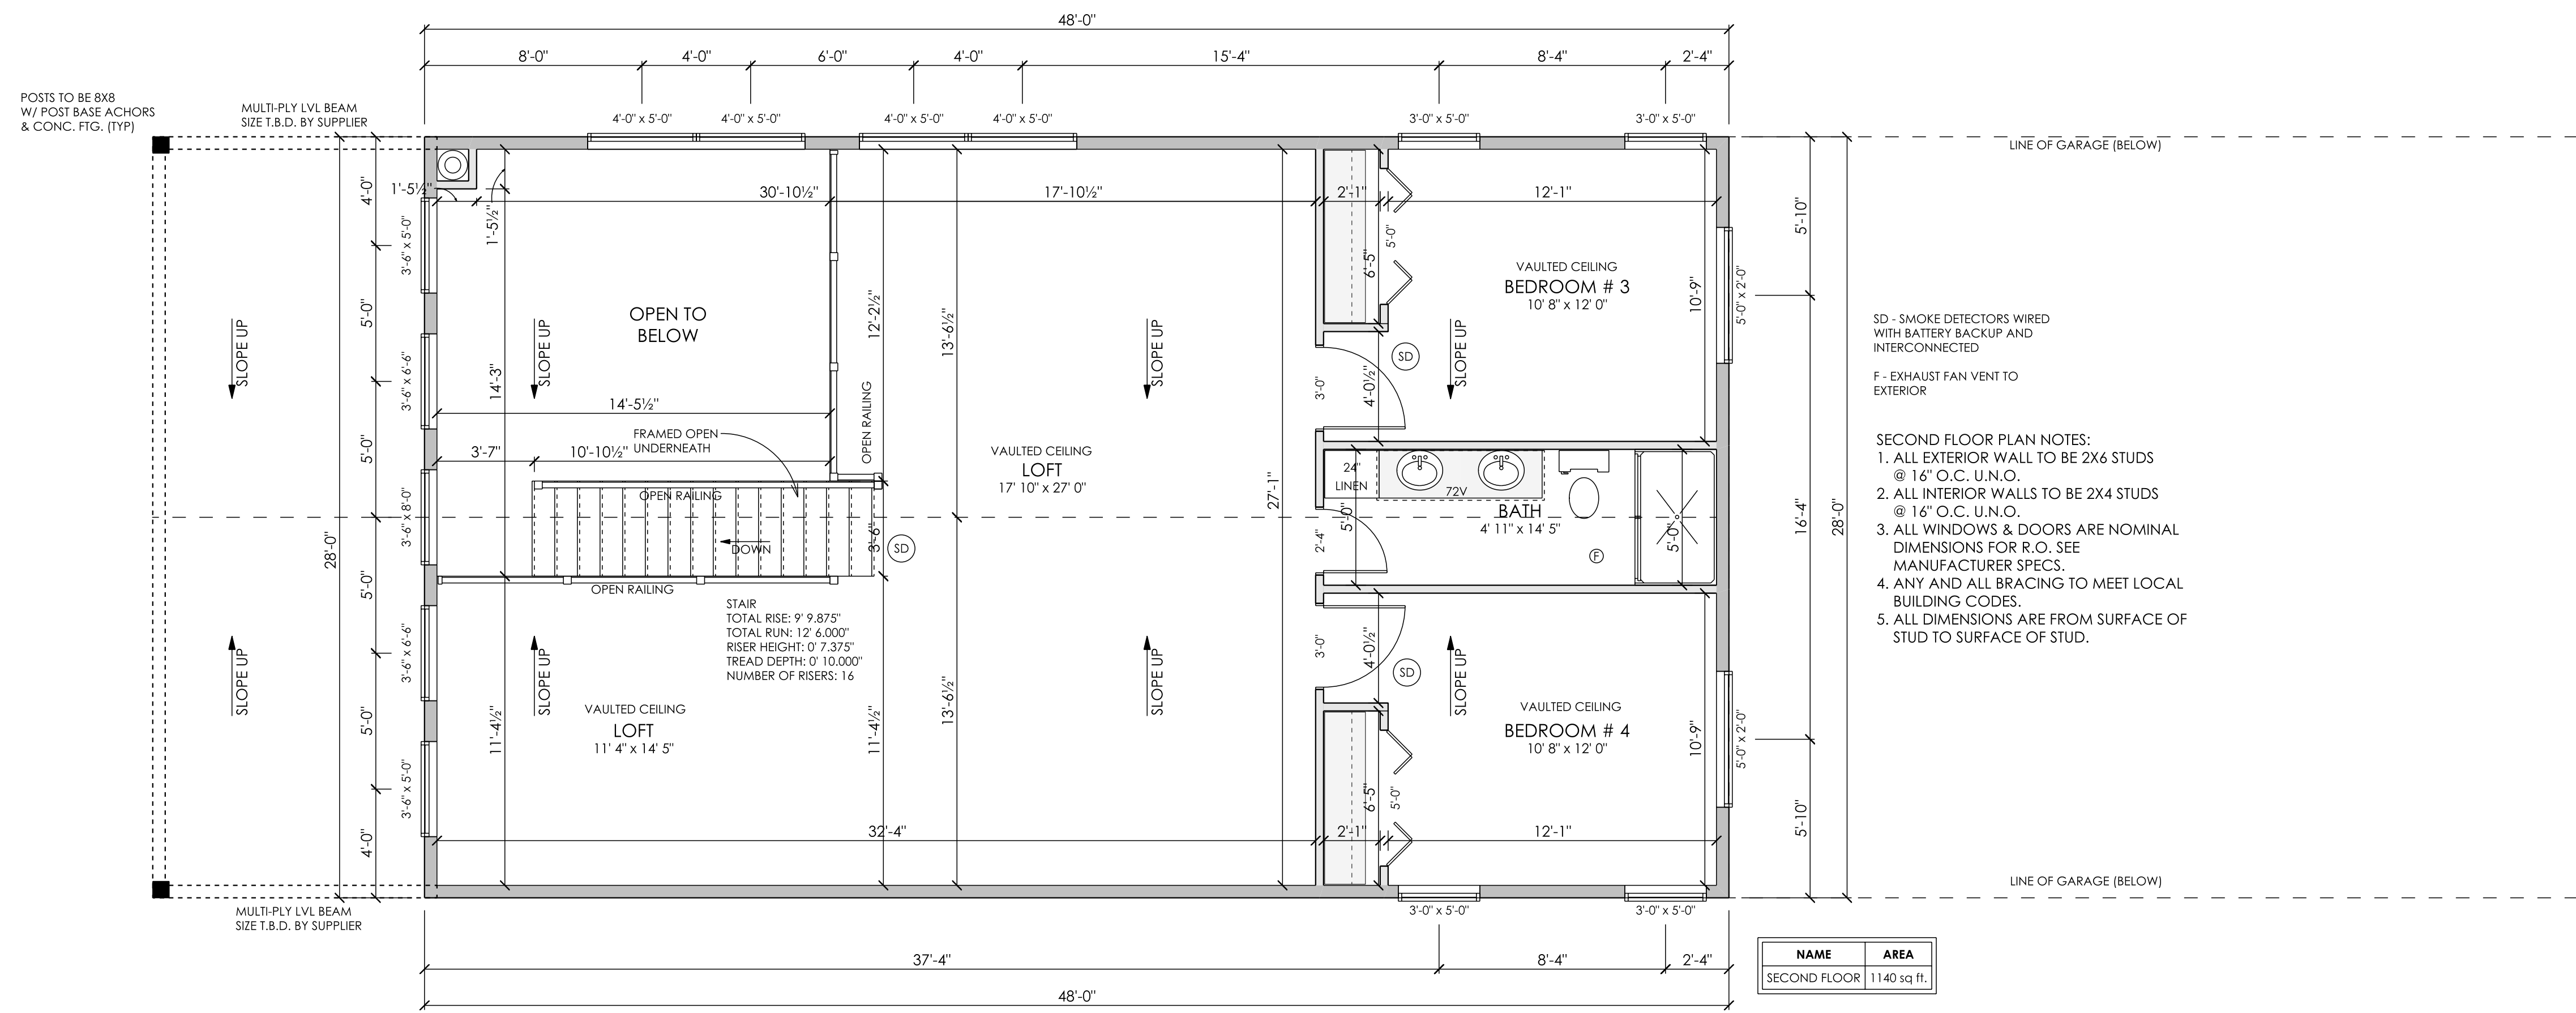 48'-0"
8'-0"
4'-0"
6'-0"
4'-0"
15'-4"
8'-4"
2'-4"
POSTS TO BE 8X8
W/ POST BASE ACHORS
& CONC. FTG. (TYP)
MULTI-PLY LVL BEAM
SIZE T.B.D. BY SUPPLIER
4'-0" x 5'-0"
4'-0" x 5'-0"
4'-0" x 5'-0"
4'-0" x 5'-0"
3'-0" x 5'-0"
3'-0" x 5'-0"
LINE OF GARAGE (BELOW)
4'-0"
5'-0"
5'-0"
5'-0"
5'-0"
4'-0"
28'-0"
3'-6" x 5'-0"
3'-6" x 6'-6"
3'-6" x 8'-0"
3'-6" x 6'-6"
3'-6" x 5'-0"
SLOPE UP
SLOPE UP
1'-5½"
1'-5½"
30'-10½"
17'-10½"
2'-1"
12'-1"
OPEN TO
BELOW
SLOPE UP
14'-3"
14'-5½"
3'-7"
10'-10½"
FRAMED OPEN
UNDERNEATH
OPEN RAILING
12'-2½"
13'-6½"
OPEN RAILING
DOWN
3'-6"
SD
OPEN RAILING
STAIR
TOTAL RISE: 9' 9.875"
TOTAL RUN: 12' 6.000"
RISER HEIGHT: 0' 7.375"
TREAD DEPTH: 0' 10.000"
NUMBER OF RISERS: 16
VAULTED CEILING
LOFT
11' 4" x 14' 5"
SLOPE UP
11'-4½"
11'-4½"
13'-6½"
32'-4"
VAULTED CEILING
LOFT
17' 10" x 27' 0"
SLOPE UP
SLOPE UP
27'-1"
5'-0"
6'-5"
VAULTED CEILING
BEDROOM # 3
10' 8" x 12' 0"
10'-9"
5'-0" x 2'-0"
SD
SLOPE UP
3'-0"
4'-0½"
24"
LINEN
72V
BATH
4' 11" x 14' 5"
5'-0"
5'-0"
2'-4"
F
3'-0"
4'-0½"
SD
SLOPE UP
VAULTED CEILING
BEDROOM # 4
10' 8" x 12' 0"
10'-9"
5'-0" x 2'-0"
6'-5"
5'-0"
2'-1"
12'-1"
5'-10"
16'-4"
5'-10"
28'-0"
SD - SMOKE DETECTORS WIRED
WITH BATTERY BACKUP AND
INTERCONNECTED
F - EXHAUST FAN VENT TO
EXTERIOR
SECOND FLOOR PLAN NOTES:
1. ALL EXTERIOR WALL TO BE 2X6 STUDS
@ 16" O.C. U.N.O.
2. ALL INTERIOR WALLS TO BE 2X4 STUDS
@ 16" O.C. U.N.O.
3. ALL WINDOWS & DOORS ARE NOMINAL
DIMENSIONS FOR R.O. SEE
MANUFACTURER SPECS.
4. ANY AND ALL BRACING TO MEET LOCAL
BUILDING CODES.
5. ALL DIMENSIONS ARE FROM SURFACE OF
STUD TO SURFACE OF STUD.
LINE OF GARAGE (BELOW)
MULTI-PLY LVL BEAM
SIZE T.B.D. BY SUPPLIER
3'-0" x 5'-0"
3'-0" x 5'-0"
37'-4"
8'-4"
2'-4"
48'-0"
NAME AREA
SECOND FLOOR 1140 sq ft.